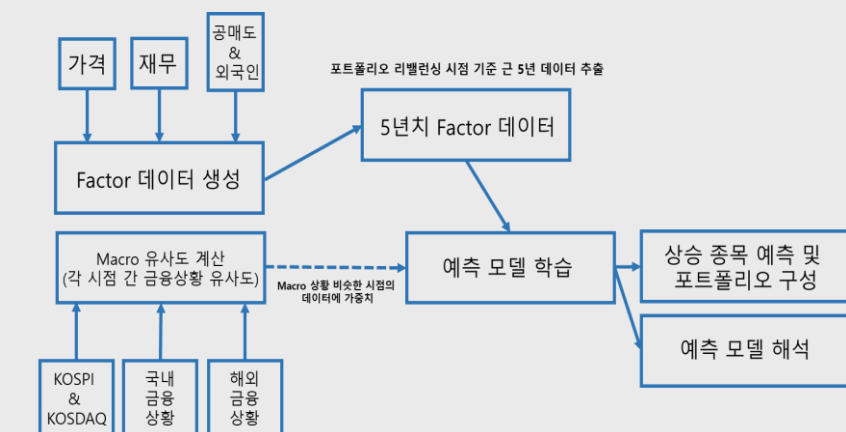 가격
재무
공매도
&
외국인
포트폴리오 리밸런싱 시점 기준 근 5년 데이터 추출
5년치 Factor 데이터
Factor 데이터 생성
Macro 유사도 계산
(각 시점 간 금융상황 유사도)
Macro 상황 비슷한 시점의
데이터에 가중치
예측 모델 학습
상승 종목 예측 및
포트폴리오 구성
예측 모델 해석
KOSPI
&
KOSDAQ
국내
금융
상황
해외
금융
상황